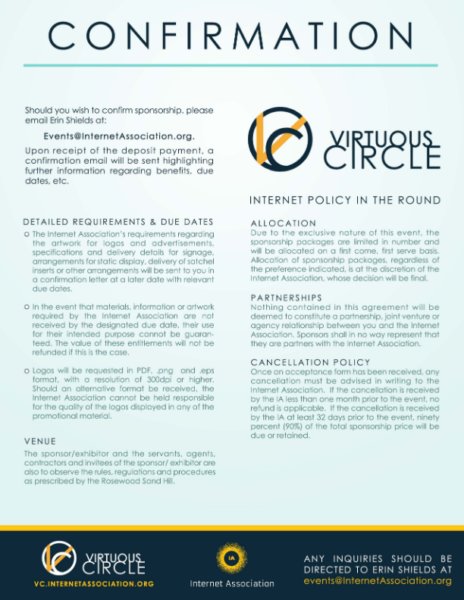 CONFIRMATION
Should you wish to confirm sponsorship, please
email Erin Shields at:
Events@InternetAssociation.org.
Upon receipt of the deposit payment, a
confirmation email will be sent highlighting
further information regarding benefits, due
dates, etc.
DETAILED REQUIREMENTS & DUE DATES
The Internet Association's requirements regarding
the artwork for logos and advertisements,
specifications and delivery details for signage,
arrangements for static display, delivery of satchel
inserts or other arrangements will be sent to you in
a confirmation letter at a later date with relevant
due dates.
In the event that materials, information or artwork
required by the Internet Association are not
received by the designated due date, their use
for their intended purpose cannot be guaran-
teed. The value of these entitlements will not be
refunded if this is the case.
Logos will be requested in PDF, .png and .eps
format, with a resolution of 300dpi or higher.
Should an alternative format be received, the
Internet Association cannot be held responsible
for the quality of the logos displayed in any of the
promotional material.
VENUE
The sponsor/exhibitor and the servants, agents,
contractors and invitees of the sponsor/ exhibitor are
also to observe the rules, regulations and procedures
as prescribed by the Rosewood Sand Hill.
VIRTUOUS
CIRCLE
INTERNET POLICY IN THE ROUND
ALLOCATION
Due to the exclusive nature of this event, the
sponsorship packages are limited in number and
will be allocated on a first come, first serve basis.
Allocation of sponsorship packages, regardless of
the preference indicated, is at the discretion of the
Internet Association, whose decision will be final.
PARTNERSHIPS
Nothing contained in this agreement will be
deemed to constitute a partnership, joint venture or
agency relationship between you and the Internet
Association. Sponsors shall in no way represent that
they are partners with the Internet Association.
CANCELLATION POLICY
Once an acceptance form has been received, any
cancellation must be advised in writing to the
Internet Association. If the cancellation is received
by the IA less than one month prior to the event, no
refund is applicable. If the cancellation is received
by the IA at least 32 days prior to the event, ninety
percent (90%) of the total sponsorship price will be
due or retained.
VIRTUOUS
CIRCLE
VC.INTERNETASSOCIATION.ORG
IA
Internet Association
ANY INQUIRIES SHOULD BE
DIRECTED TO ERIN SHIELDS AT
events@InternetAssociation.org